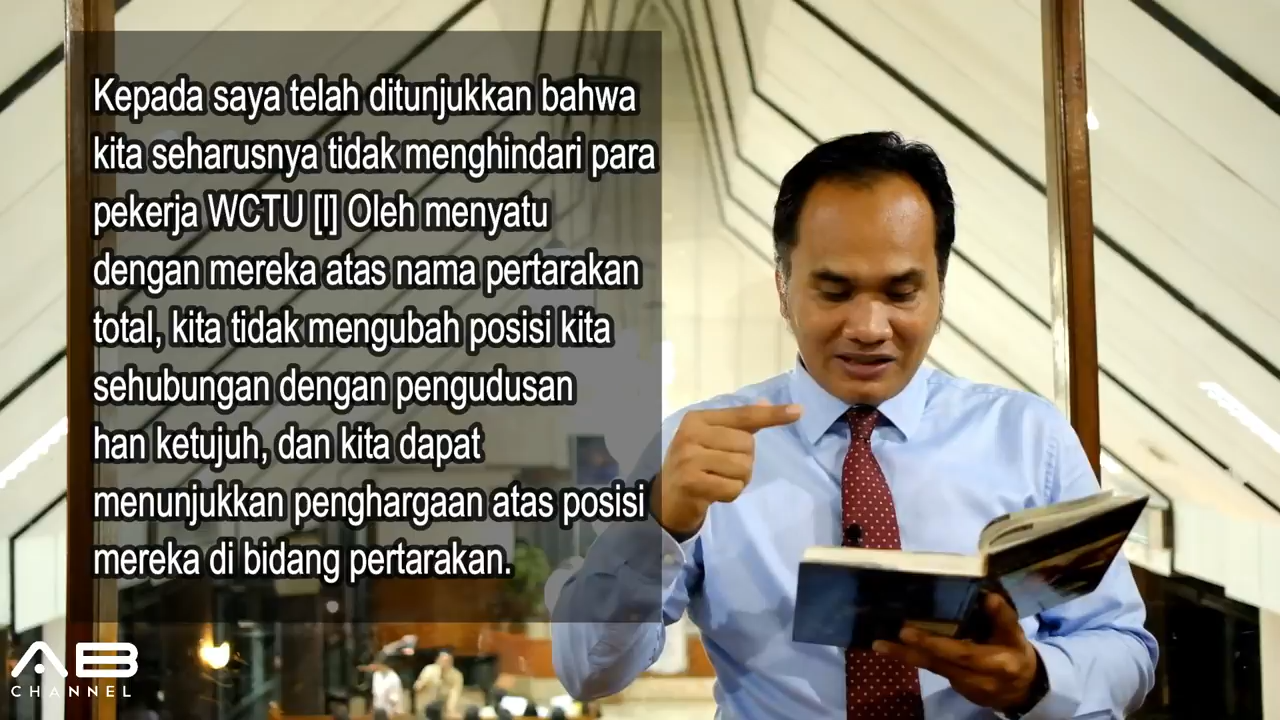 Kepada saya telah ditunjukkan bahwa
kita seharusnya tidak menghindari para
pekerja WCTU [l] Oleh menyatu
dengan mereka atas nama pertarakan
total, kita tidak mengubah posisi kita
sehubungan dengan pengudusan
han ketujuh, dan kita dapat
menunjukkan penghargaan atas posisi
mereka di bidang pertarakan.
AB
CHANNEL